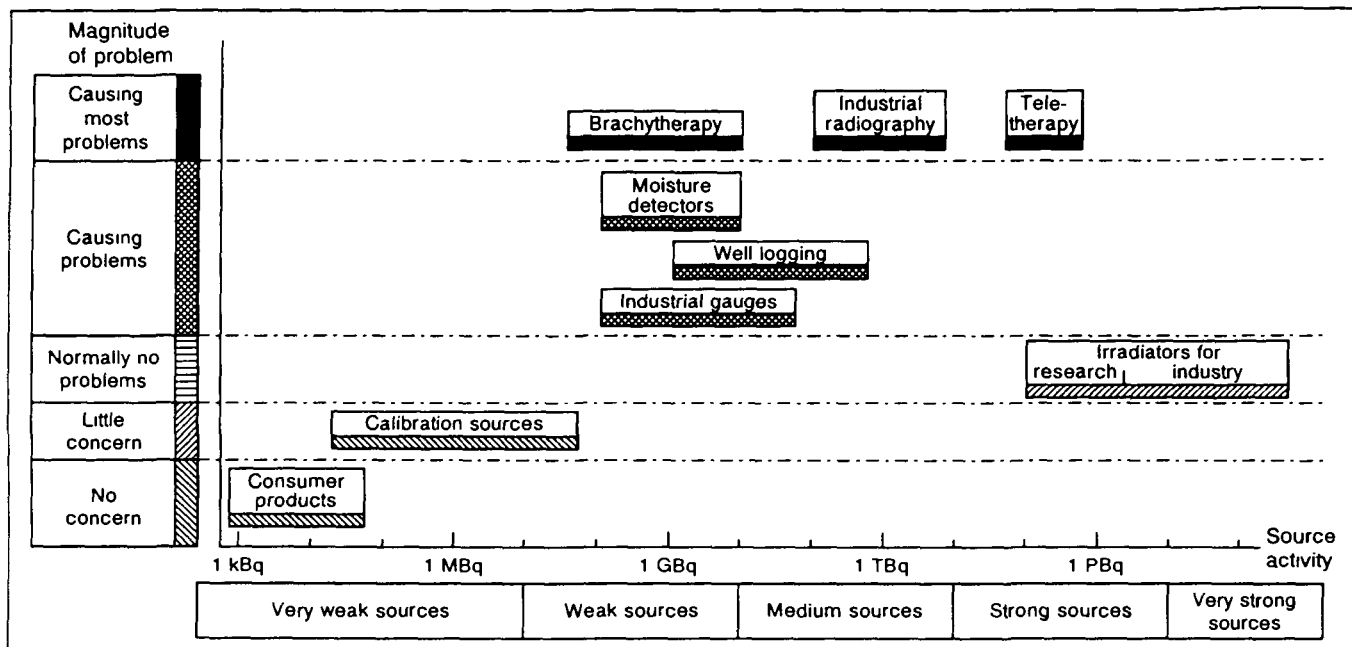 Magnitude
of problem
Causing
most
problems
Brachytherapy
Industrial
radiography
Tele-
therapy
Causing
problems
Moisture
detectors
Well logging
Industrial gauges
Normally no
problems
Irradiators for
research industry
Little
concern
Calibration sources
No
concern
Consumer
products
1 kBq 1 MBq 1 GBq 1 TBq 1 PBq
Source
activity
Very weak sources
Weak sources
Medium sources
Strong sources
Very strong
sources